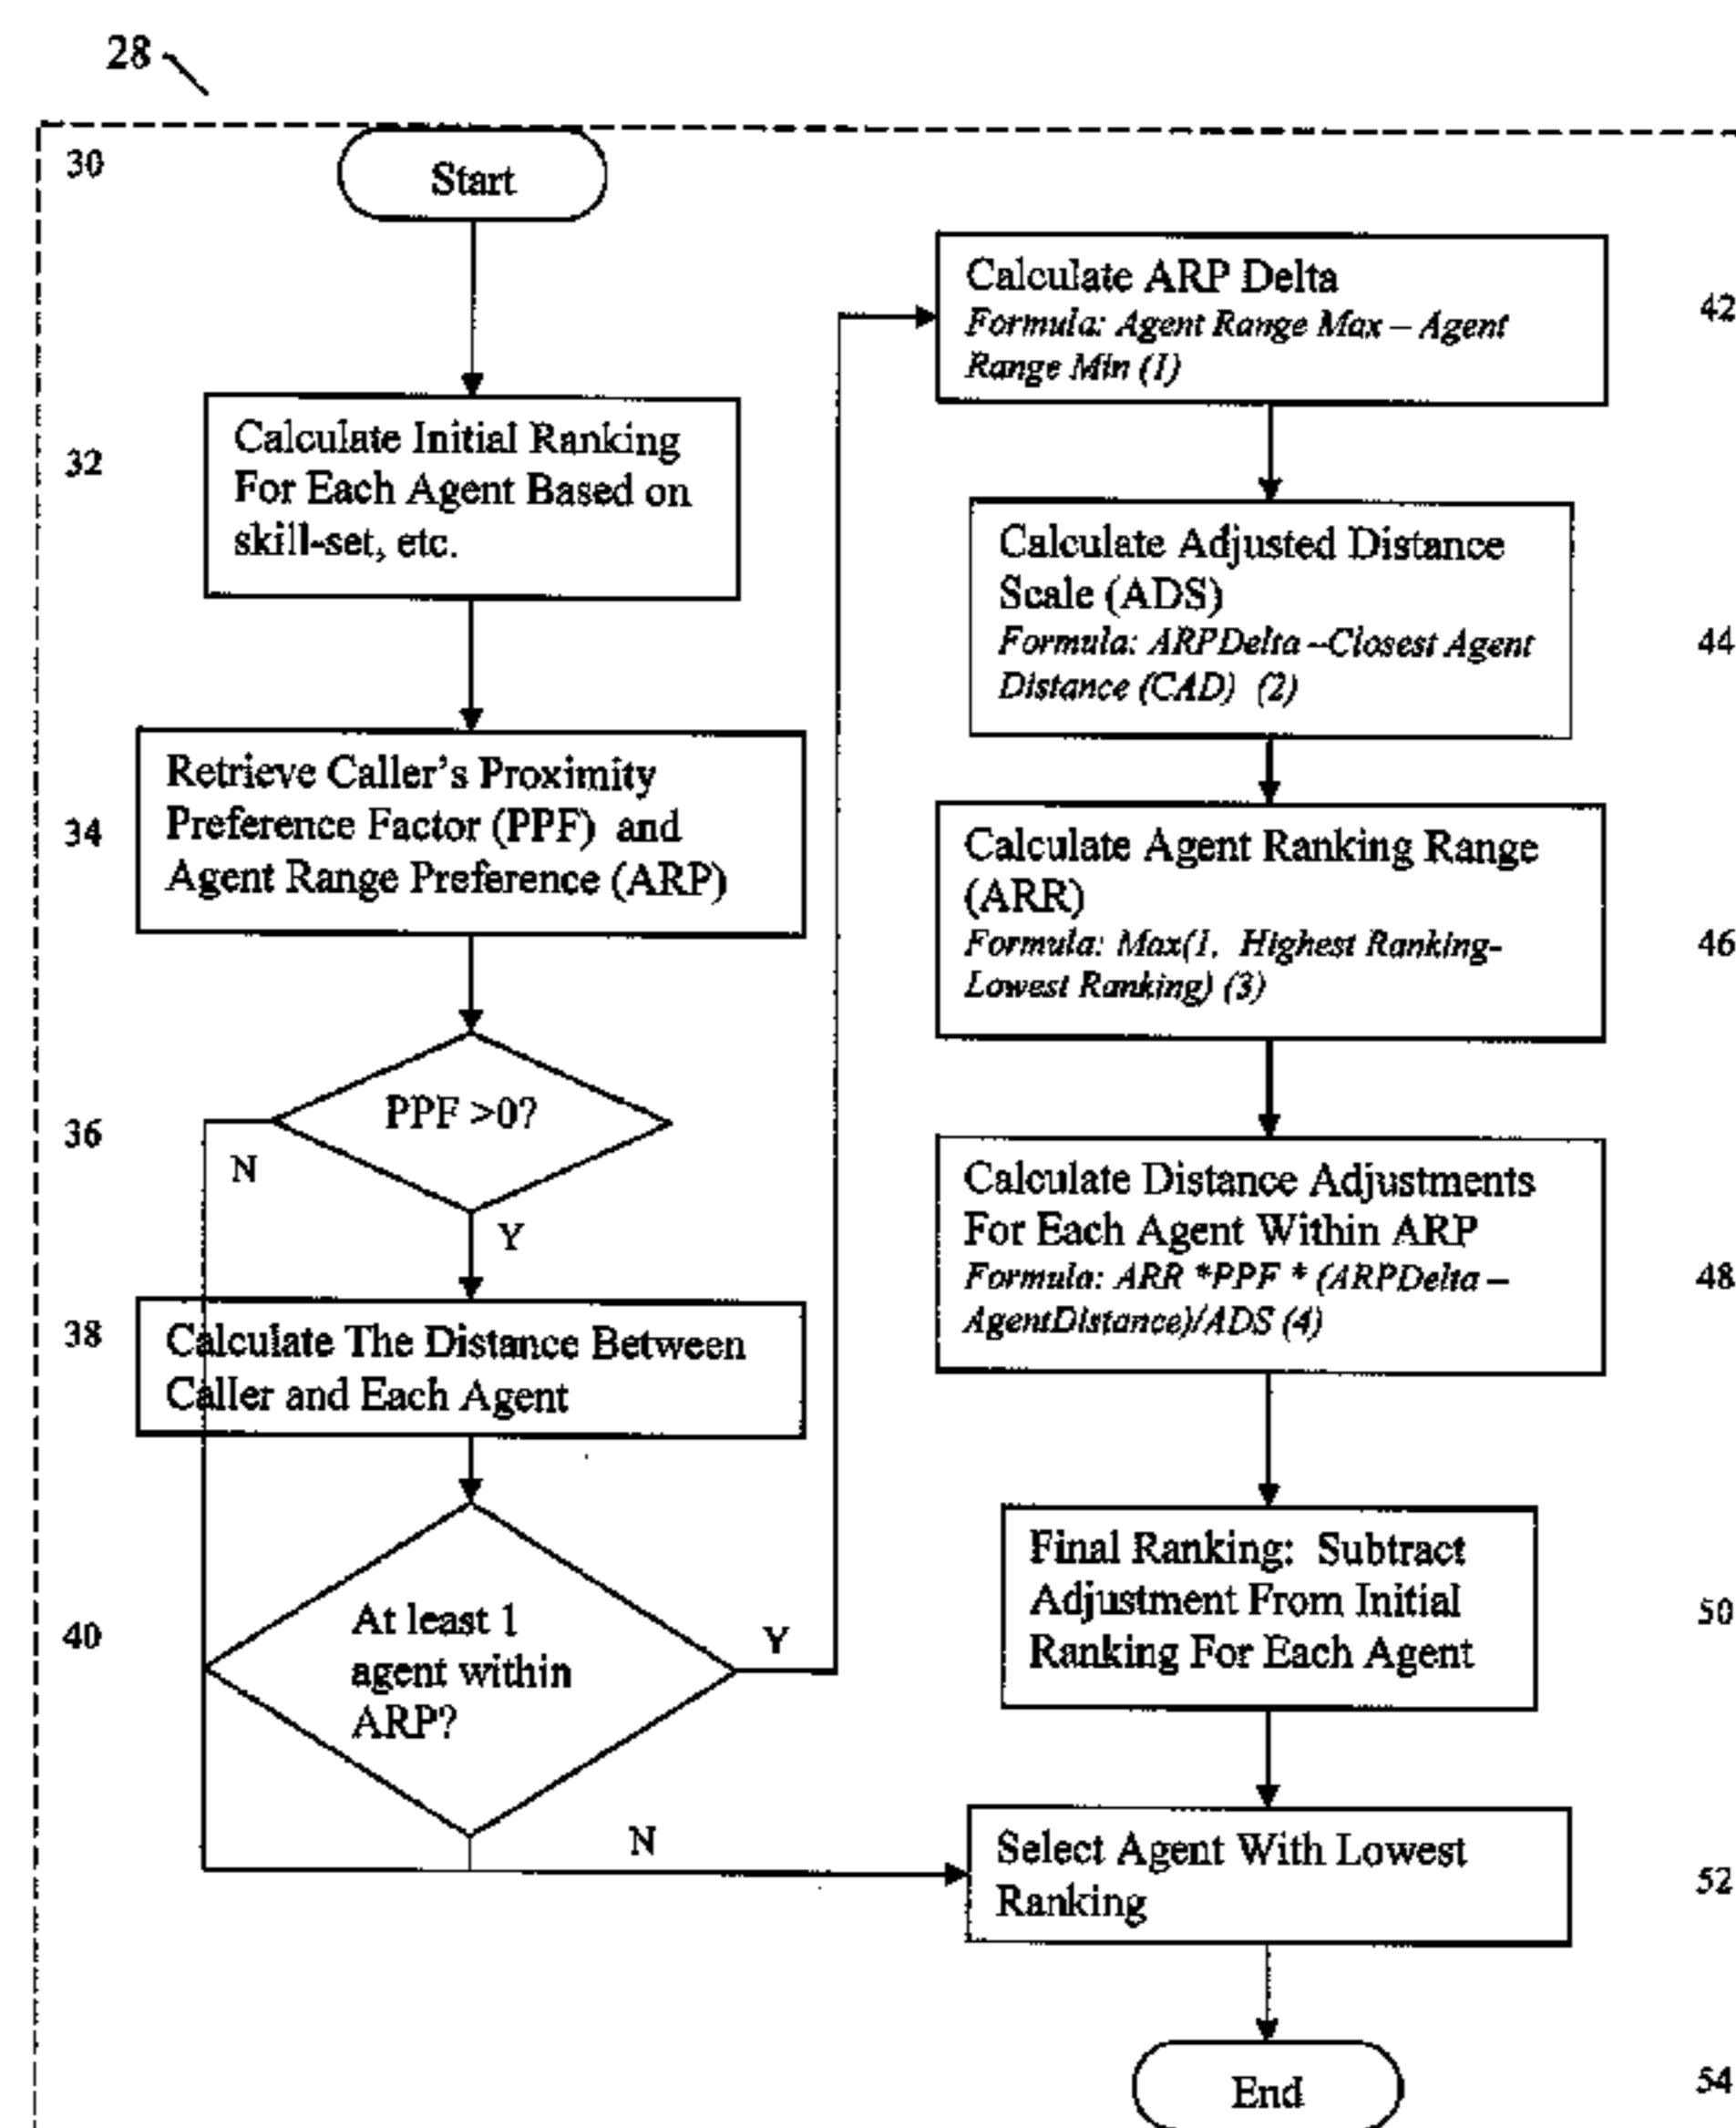 28
30
Start
32
Calculate Initial Ranking
For Each Agent Based on
skill-set, etc.
34
Retrieve Caller's Proximity
Preference Factor (PPF) and
Agent Range Preference (ARP)
36
PPF >0?
N
Y
38
Calculate The Distance Between
Caller and Each Agent
40
At least 1
agent within
ARP?
Y
N
Calculate ARP Delta
Formula: Agent Range Max – Agent
Range Min (1)
42
Calculate Adjusted Distance
Scale (ADS)
Formula: ARPDelta –Closest Agent
Distance (CAD) (2)
44
Calculate Agent Ranking Range
(ARR)
Formula: Max(1, Highest Ranking-
Lowest Ranking) (3)
46
Calculate Distance Adjustments
For Each Agent Within ARP
Formula: ARR *PPF * (ARPDelta –
AgentDistance)/ADS (4)
48
Final Ranking: Subtract
Adjustment From Initial
Ranking For Each Agent
50
Select Agent With Lowest
Ranking
52
End
54